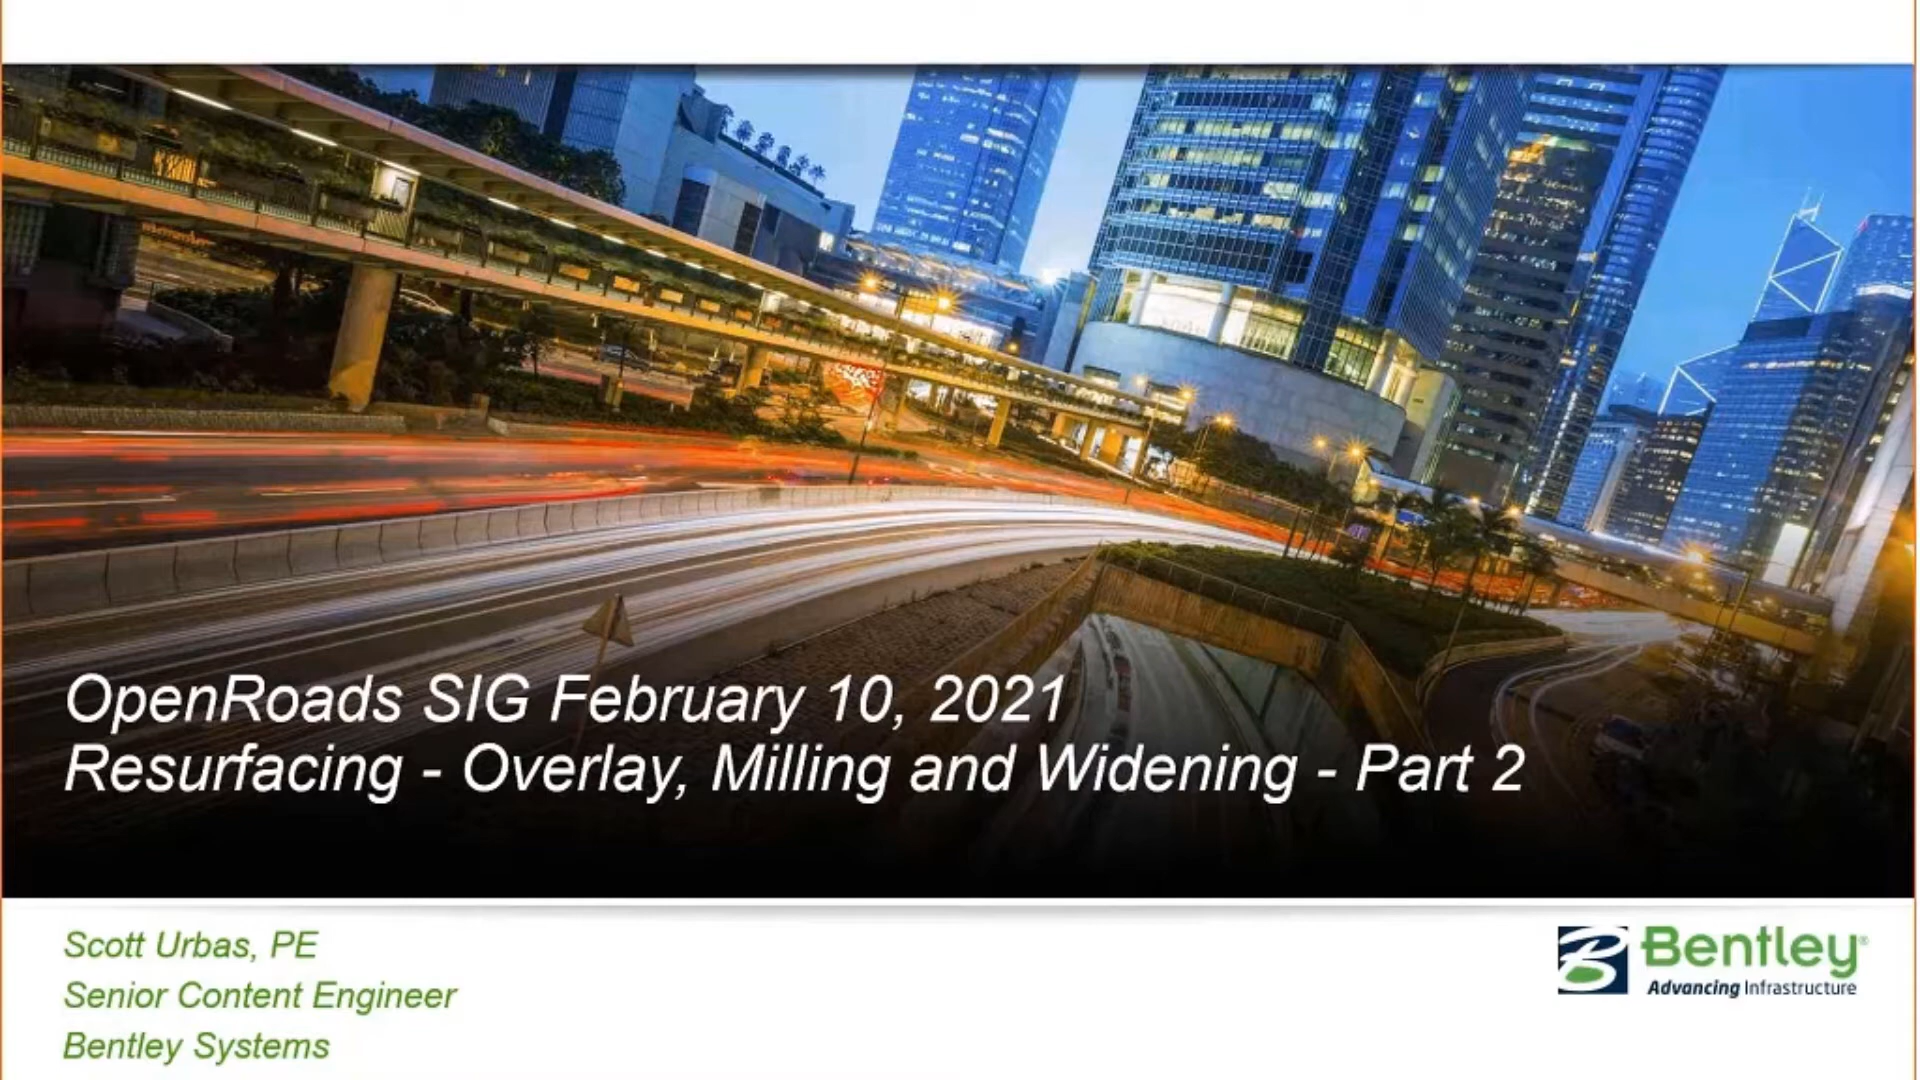 OpenRoads SIG February 10, 2021
Resurfacing - Overlay, Milling and Widening - Part 2
Scott Urbas, PE
Senior Content Engineer
Bentley Systems
Bentley®
Advancing Infrastructure